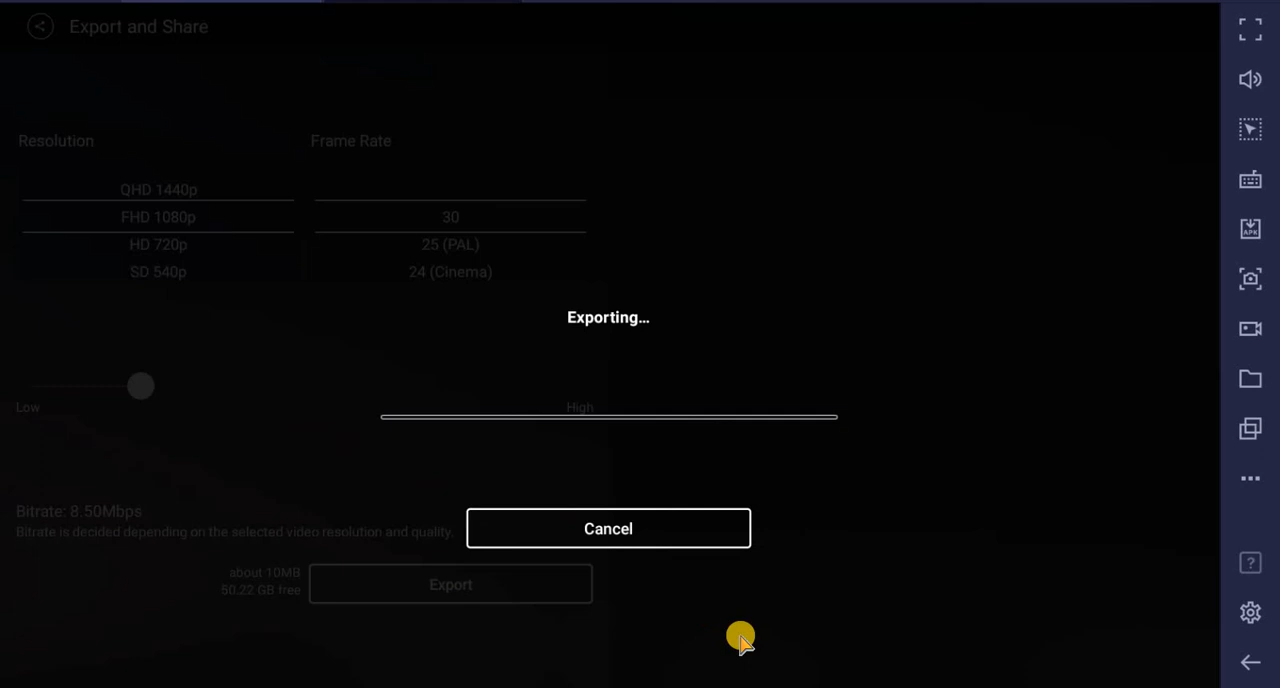 Export and Share
Resolution
Frame Rate
QHD 1440p
FHD 1080p
30
HD 720p
25 (PAL)
SD 540p
24 (Cinema)
Exporting...
Low
High
Bitrate: 8.50Mbps
Bitrate is decided depending on the selected video resolution and quality.
Cancel
about 10MB
50.22 GB free
Export
APK
?